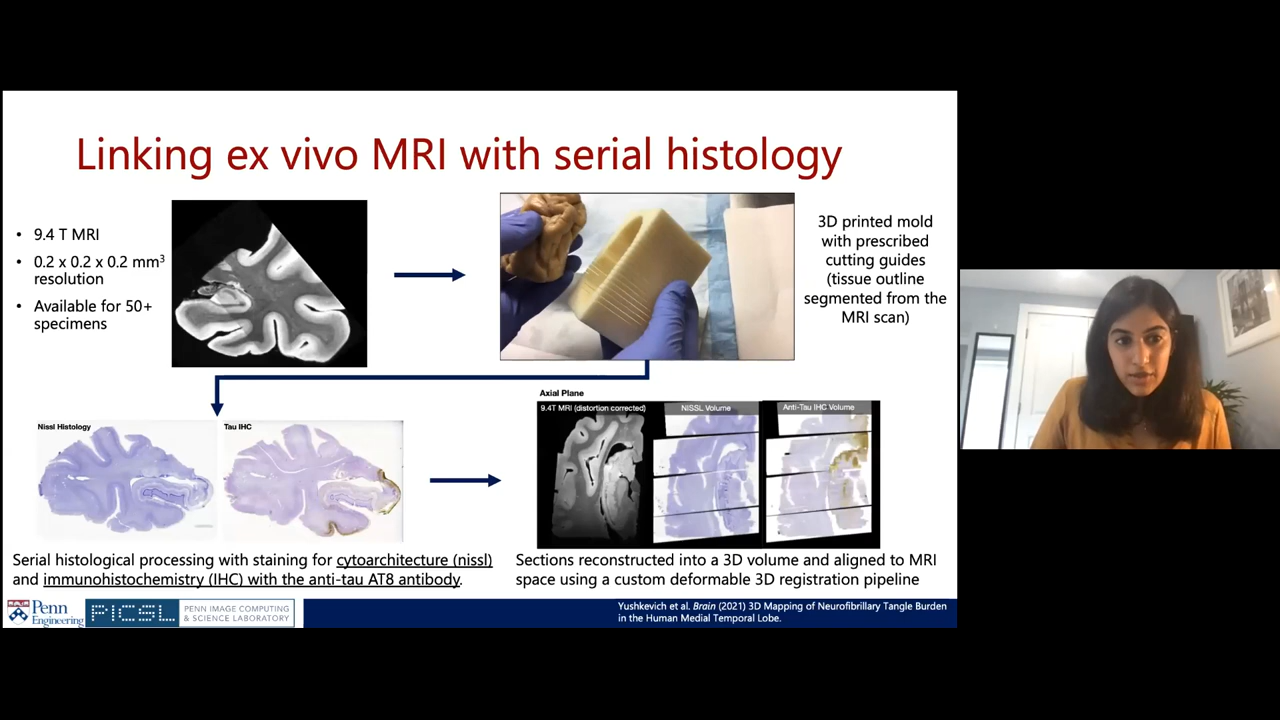 Linking ex vivo MRI with serial histology
• 9.4 T MRI
• 0.2 x 0.2 x 0.2 mm³
resolution
• Available for 50+
specimens
3D printed mold
with prescribed
cutting guides
(tissue outline
segmented from the
MRI scan)
Nissl Histology
Tau IHC
Axial Plane
9.4T MRI (distortion corrected)
NISSL Volume
Anti-Tau IHC Volume
Serial histological processing with staining for cytoarchitecture (nissl)
and immunohistochemistry (IHC) with the anti-tau AT8 antibody.
Sections reconstructed into a 3D volume and aligned to MRI
space using a custom deformable 3D registration pipeline
Penn
Engineering
PICSL
PENN IMAGE COMPUTING
& SCIENCE LABORATORY
Yushkevich et al. Brain (2021) 3D Mapping of Neurofibrillary Tangle Burden
in the Human Medial Temporal Lobe.